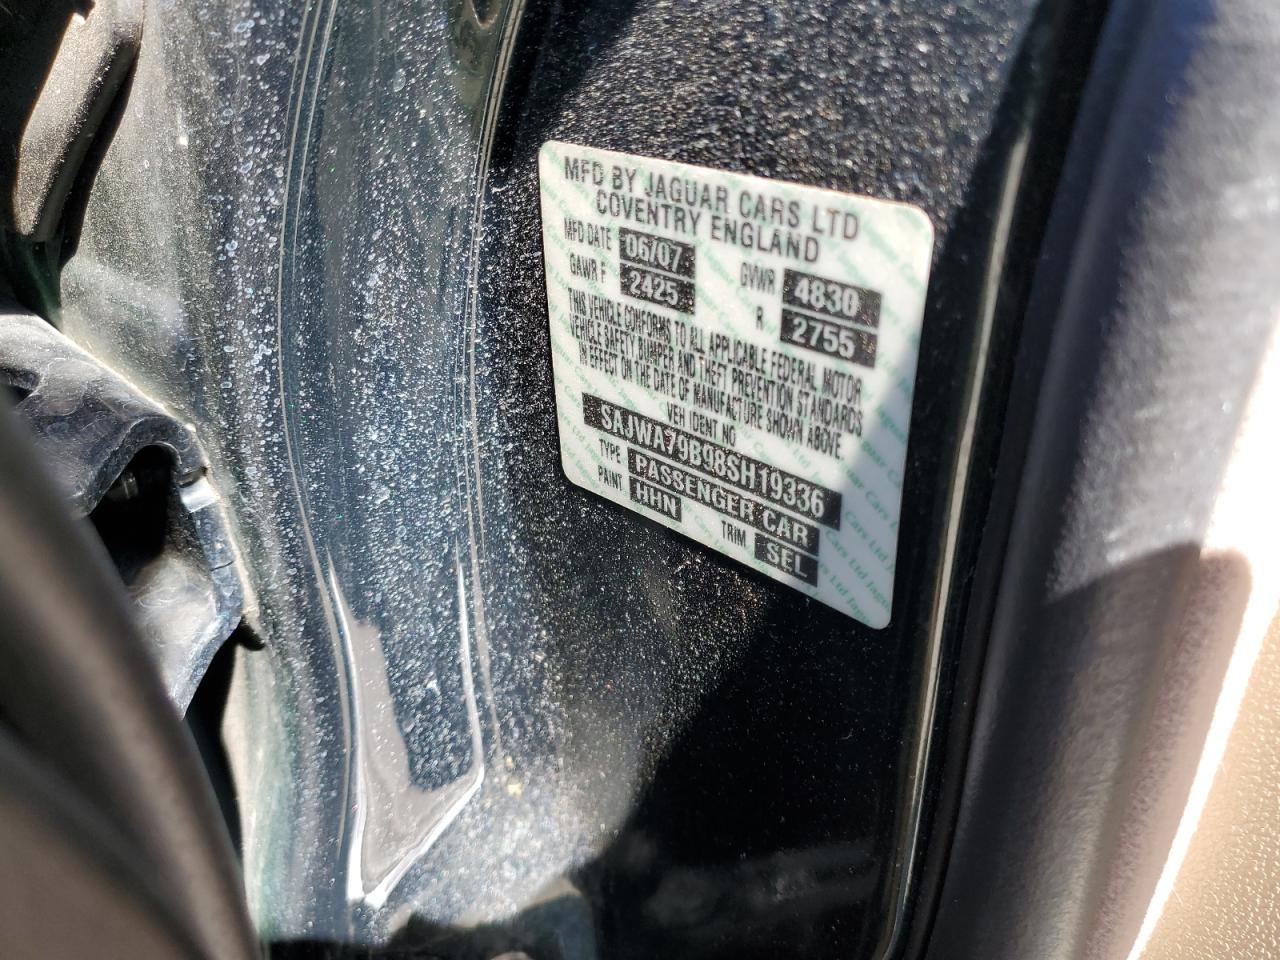 MFD BY JAGUAR CARS LTD
COVENTRY ENGLAND
MFD DATE 06/07 GVWR 4830
GAWR F 2425 R 2755
THIS VEHICLE CONFORMS TO ALL APPLICABLE FEDERAL MOTOR
VEHICLE SAFETY, BUMPER AND THEFT PREVENTION STANDARDS
IN EFFECT ON THE DATE OF MANUFACTURE SHOWN ABOVE.
VEH IDENT NO
SAJWA79B98SH19336
TYPE PASSENGER CAR
PAINT HHN TRIM SEL